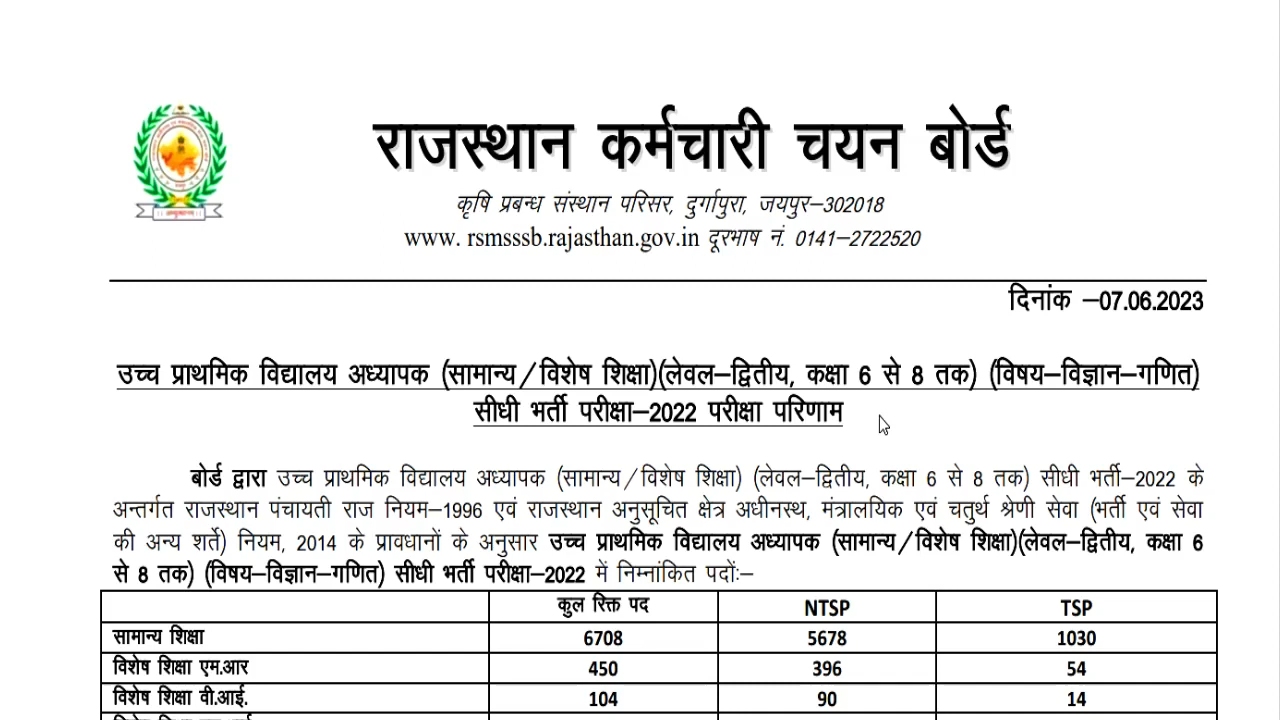 राजस्थान कर्मचारी चयन बोर्ड
कृषि प्रबन्ध संस्थान परिसर, दुर्गापुरा, जयपुर–302018
www. rsmsssb.rajasthan.gov.in दूरभाष नं. 0141–2722520
दिनांक –07.06.2023
उच्च प्राथमिक विद्यालय अध्यापक (सामान्य/विशेष शिक्षा)(लेवल–द्वितीय, कक्षा 6 से 8 तक) (विषय–विज्ञान–गणित)
सीधी भर्ती परीक्षा–2022 परीक्षा परिणाम
बोर्ड द्वारा उच्च प्राथमिक विद्यालय अध्यापक (सामान्य/विशेष शिक्षा) (लेवल–द्वितीय, कक्षा 6 से 8 तक) सीधी भर्ती–2022 के
अन्तर्गत राजस्थान पंचायती राज नियम–1996 एवं राजस्थान अनुसूचित क्षेत्र अधीनस्थ, मंत्रालयिक एवं चतुर्थ श्रेणी सेवा (भर्ती एवं सेवा
की अन्य शर्ते) नियम, 2014 के प्रावधानों के अनुसार उच्च प्राथमिक विद्यालय अध्यापक (सामान्य/विशेष शिक्षा)(लेवल–द्वितीय, कक्षा 6
से 8 तक) (विषय–विज्ञान–गणित) सीधी भर्ती परीक्षा–2022 में निम्नांकित पदों:–
कुल रिक्त पद NTSP TSP
सामान्य शिक्षा 6708 5678 1030
विशेष शिक्षा एम.आर 450 396 54
विशेष शिक्षा वी.आई. 104 90 14